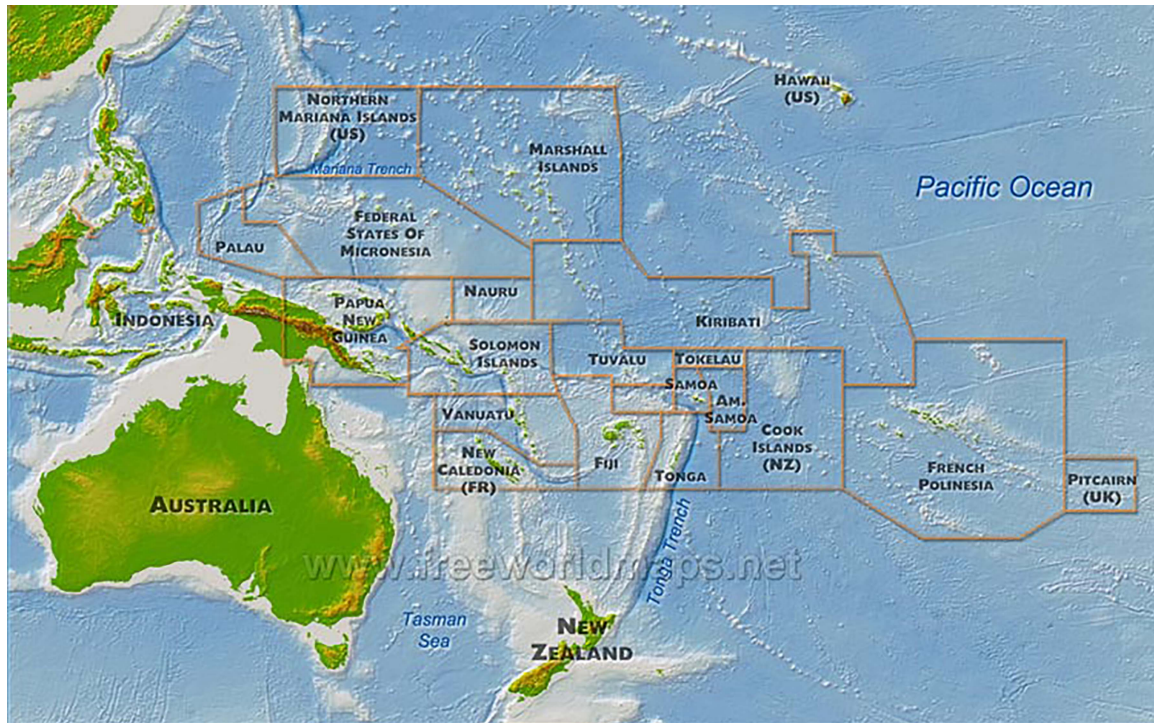 HAWAII
(US)
NORTHERN
MARIANA ISLANDS
(US)
Mariana Trench
MARSHALL
ISLANDS
Pacific Ocean
FEDERAL
STATES OF
MICRONESIA
PALAU
NAURU
INDONESIA
PAPUA
NEW
GUINEA
KIRIBATI
SOLOMON
ISLANDS
TUVALU
TOKELAU
SAMOA
AM.
SAMOA
VANUATU
COOK
ISLANDS
(NZ)
NEW
CALEDONIA
(FR)
FIJI
TONGA
FRENCH
POLINESIA
PITCAIRN
(UK)
AUSTRALIA
Tonga Trench
www.freeworldmaps.net
Tasman
Sea
NEW
ZEALAND